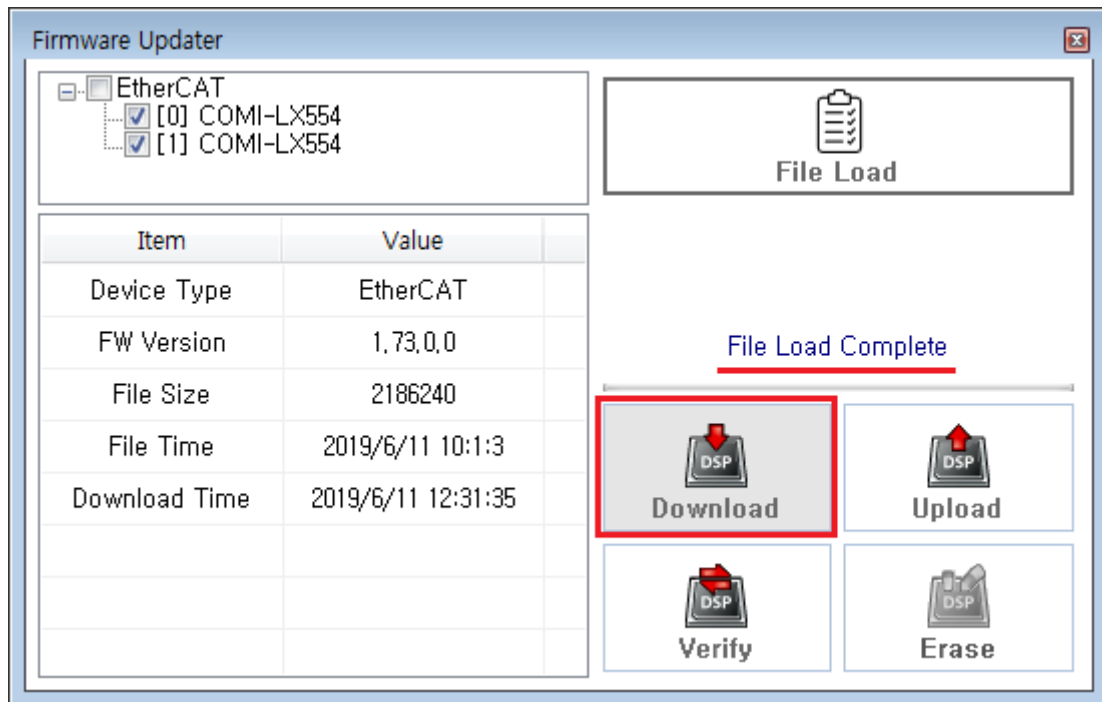 Firmware Updater
EtherCAT
[0] COMI-LX554
[1] COMI-LX554
File Load
Item Value
Device Type EtherCAT
FW Version 1,73,0,0
File Size 2186240
File Time 2019/6/11 10:1:3
Download Time 2019/6/11 12:31:35
File Load Complete
DSP
Download
DSP
Upload
DSP
Verify
DSP
Erase